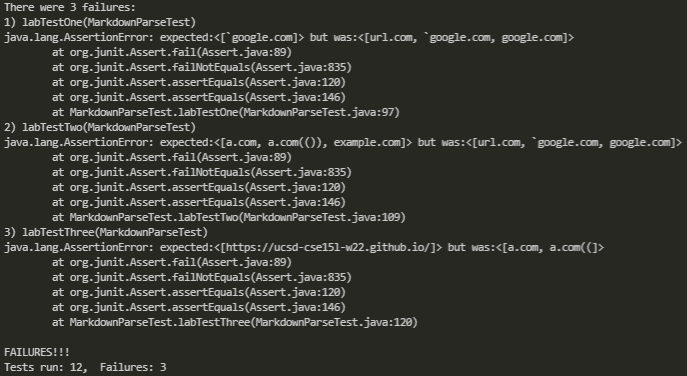 There were 3 failures:
1) labTestOne(MarkdownParseTest)
java.lang.AssertionError: expected:<[`google.com]> but was:<[url.com, `google.com, google.com]>
        at org.junit.Assert.fail(Assert.java:89)
        at org.junit.Assert.failNotEquals(Assert.java:835)
        at org.junit.Assert.assertEquals(Assert.java:120)
        at org.junit.Assert.assertEquals(Assert.java:146)
        at MarkdownParseTest.labTestOne(MarkdownParseTest.java:97)
2) labTestTwo(MarkdownParseTest)
java.lang.AssertionError: expected:<[a.com, a.com(()), example.com]> but was:<[url.com, `google.com, google.com]>
        at org.junit.Assert.fail(Assert.java:89)
        at org.junit.Assert.failNotEquals(Assert.java:835)
        at org.junit.Assert.assertEquals(Assert.java:120)
        at org.junit.Assert.assertEquals(Assert.java:146)
        at MarkdownParseTest.labTestTwo(MarkdownParseTest.java:109)
3) labTestThree(MarkdownParseTest)
java.lang.AssertionError: expected:<[https://ucsd-cse15l-w22.github.io/]> but was:<[a.com, a.com((]>
        at org.junit.Assert.fail(Assert.java:89)
        at org.junit.Assert.failNotEquals(Assert.java:835)
        at org.junit.Assert.assertEquals(Assert.java:120)
        at org.junit.Assert.assertEquals(Assert.java:146)
        at MarkdownParseTest.labTestThree(MarkdownParseTest.java:120)

FAILURES!!!
Tests run: 12,  Failures: 3